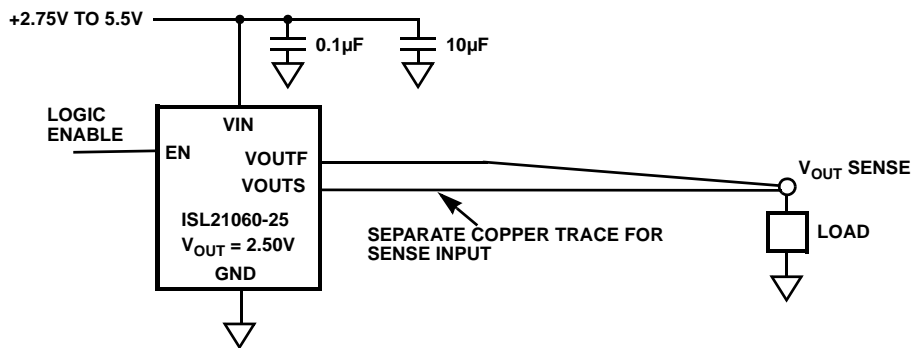 +2.75V TO 5.5V
0.1µF
10µF
LOGIC
ENABLE
VIN
EN
VOUTF
VOUTS
ISL21060-25
VOUT = 2.50V
GND
VOUT SENSE
SEPARATE COPPER TRACE FOR
SENSE INPUT
LOAD